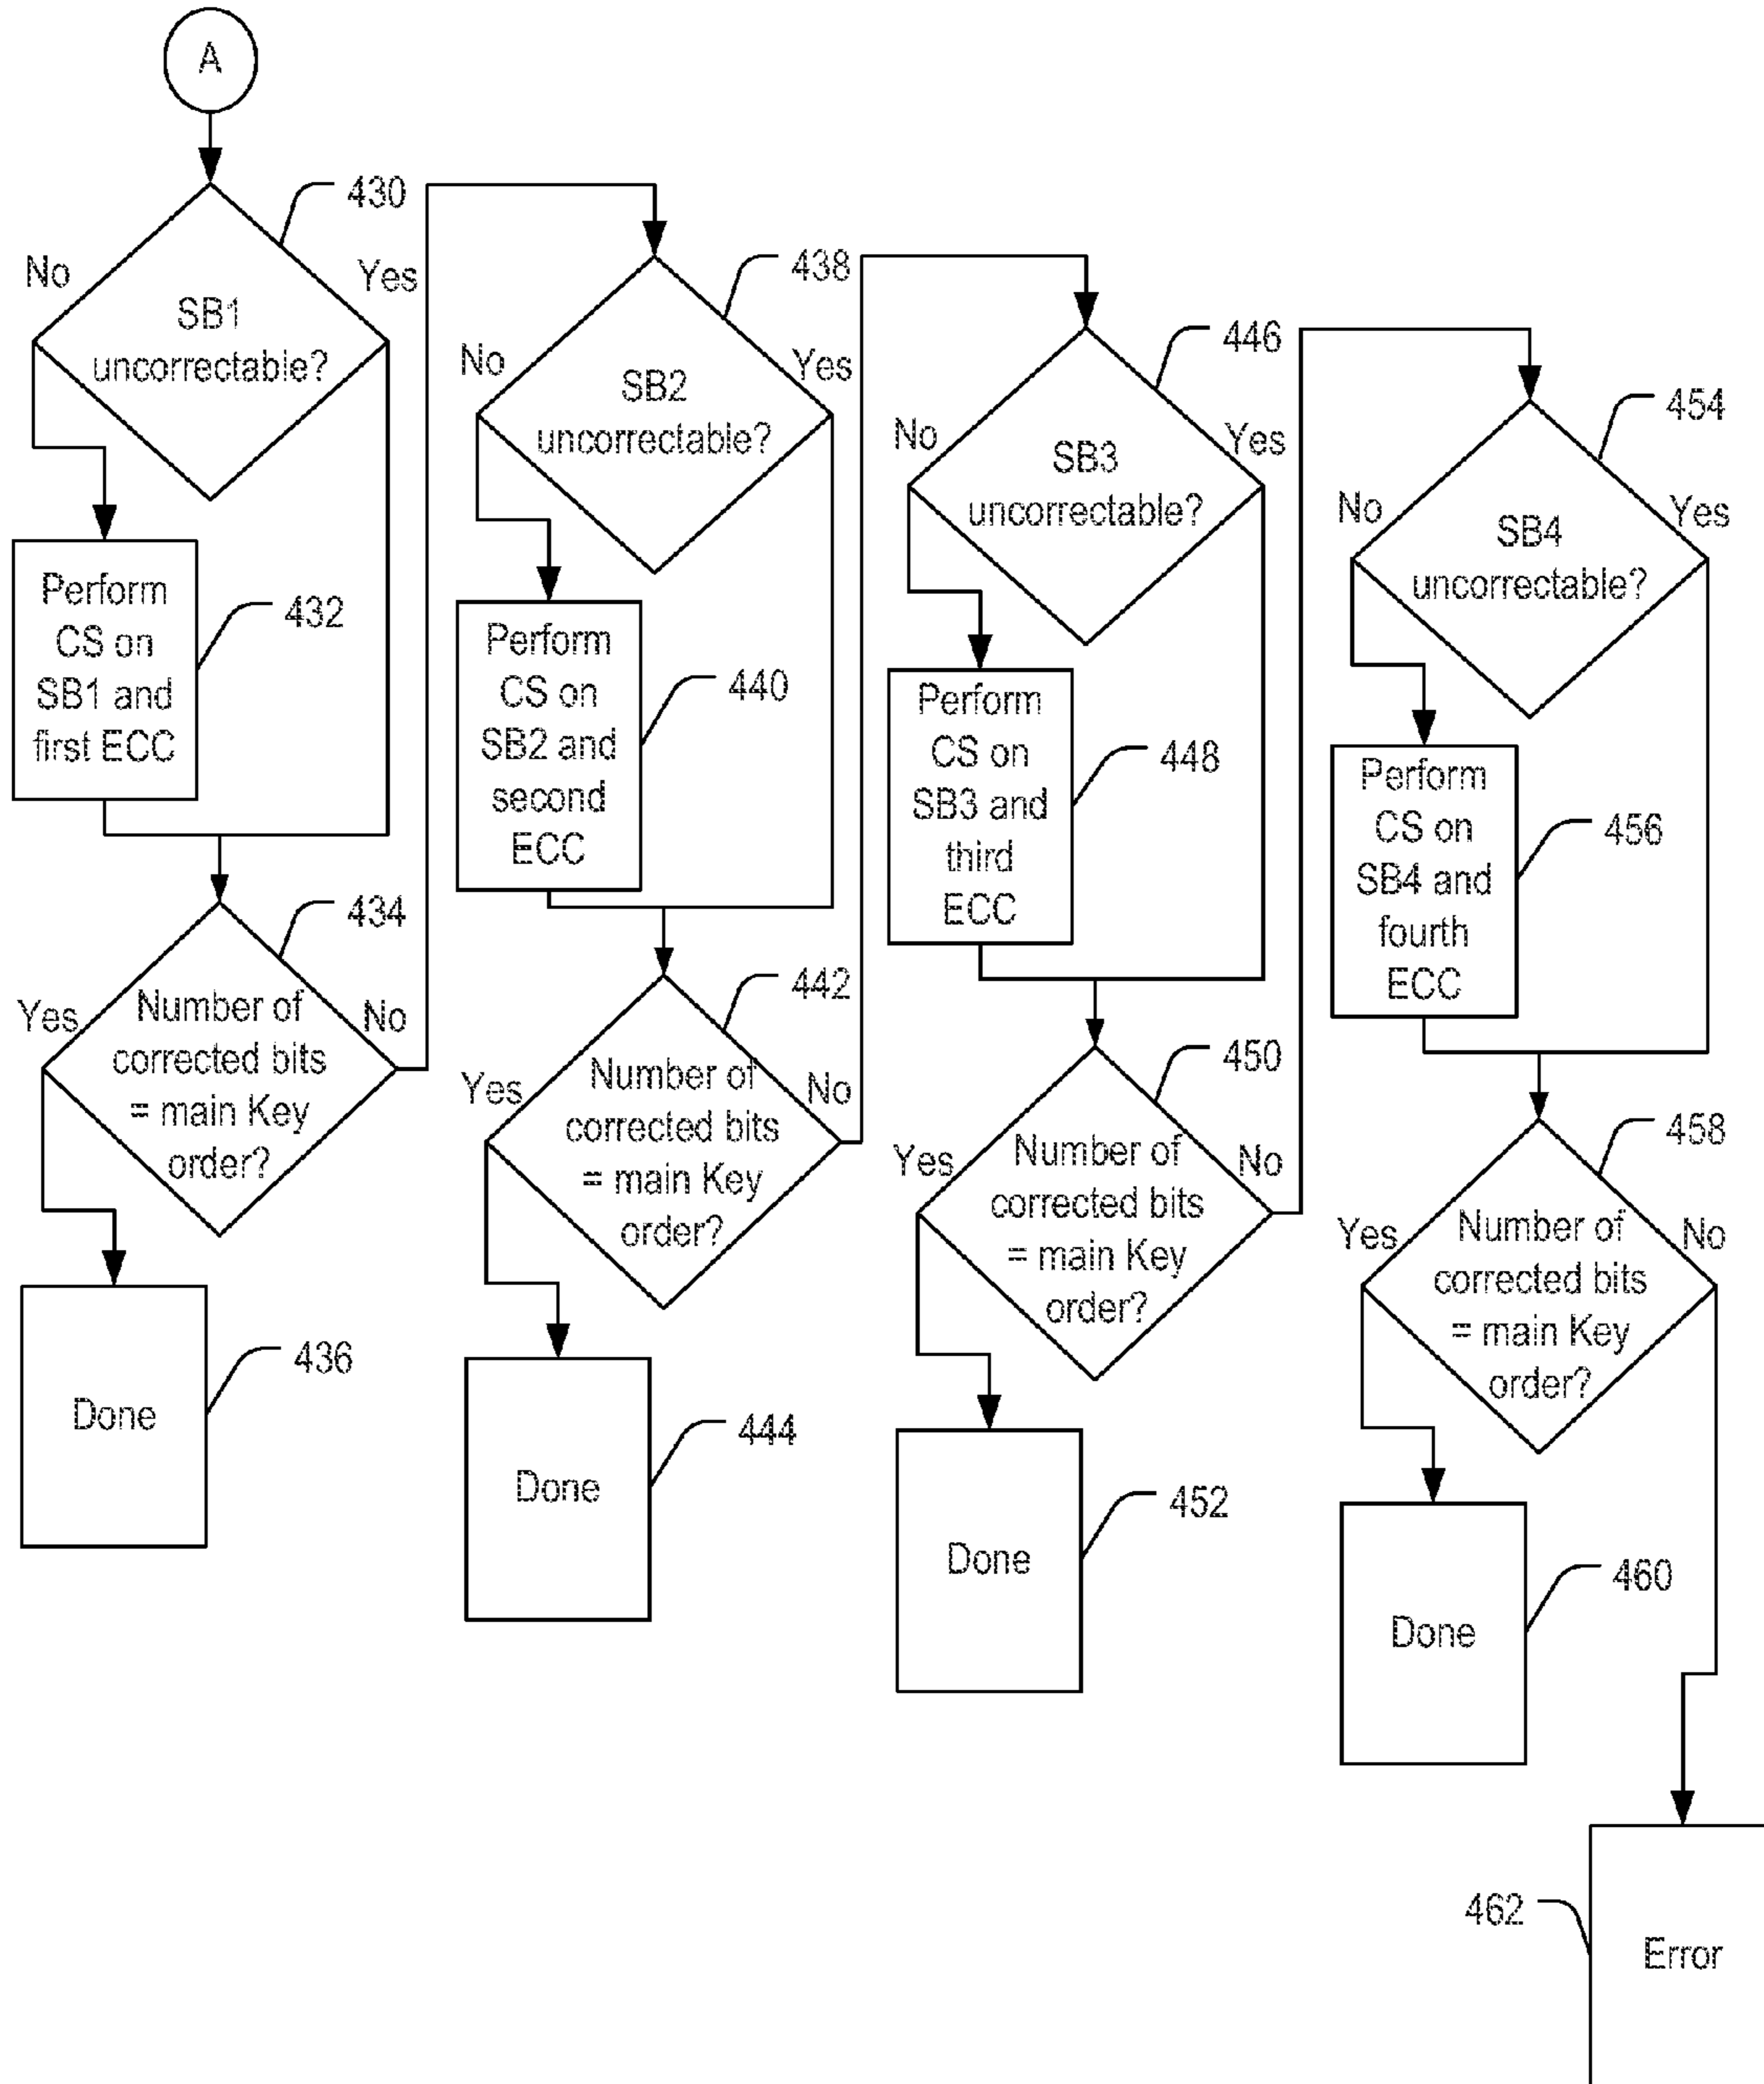 A
430
No
Yes
SB1
uncorrectable?
Perform
CS on
SB1 and
first ECC
432
434
Yes
No
Number of
corrected bits
= main Key
order?
Done
436
438
No
Yes
SB2
uncorrectable?
Perform
CS on
SB2 and
second
ECC
440
442
Yes
No
Number of
corrected bits
= main Key
order?
Done
444
446
No
Yes
SB3
uncorrectable?
Perform
CS on
SB3 and
third
ECC
448
450
Yes
No
Number of
corrected bits
= main Key
order?
Done
452
454
No
Yes
SB4
uncorrectable?
Perform
CS on
SB4 and
fourth
ECC
456
458
Yes
No
Number of
corrected bits
= main Key
order?
Done
460
462
Error